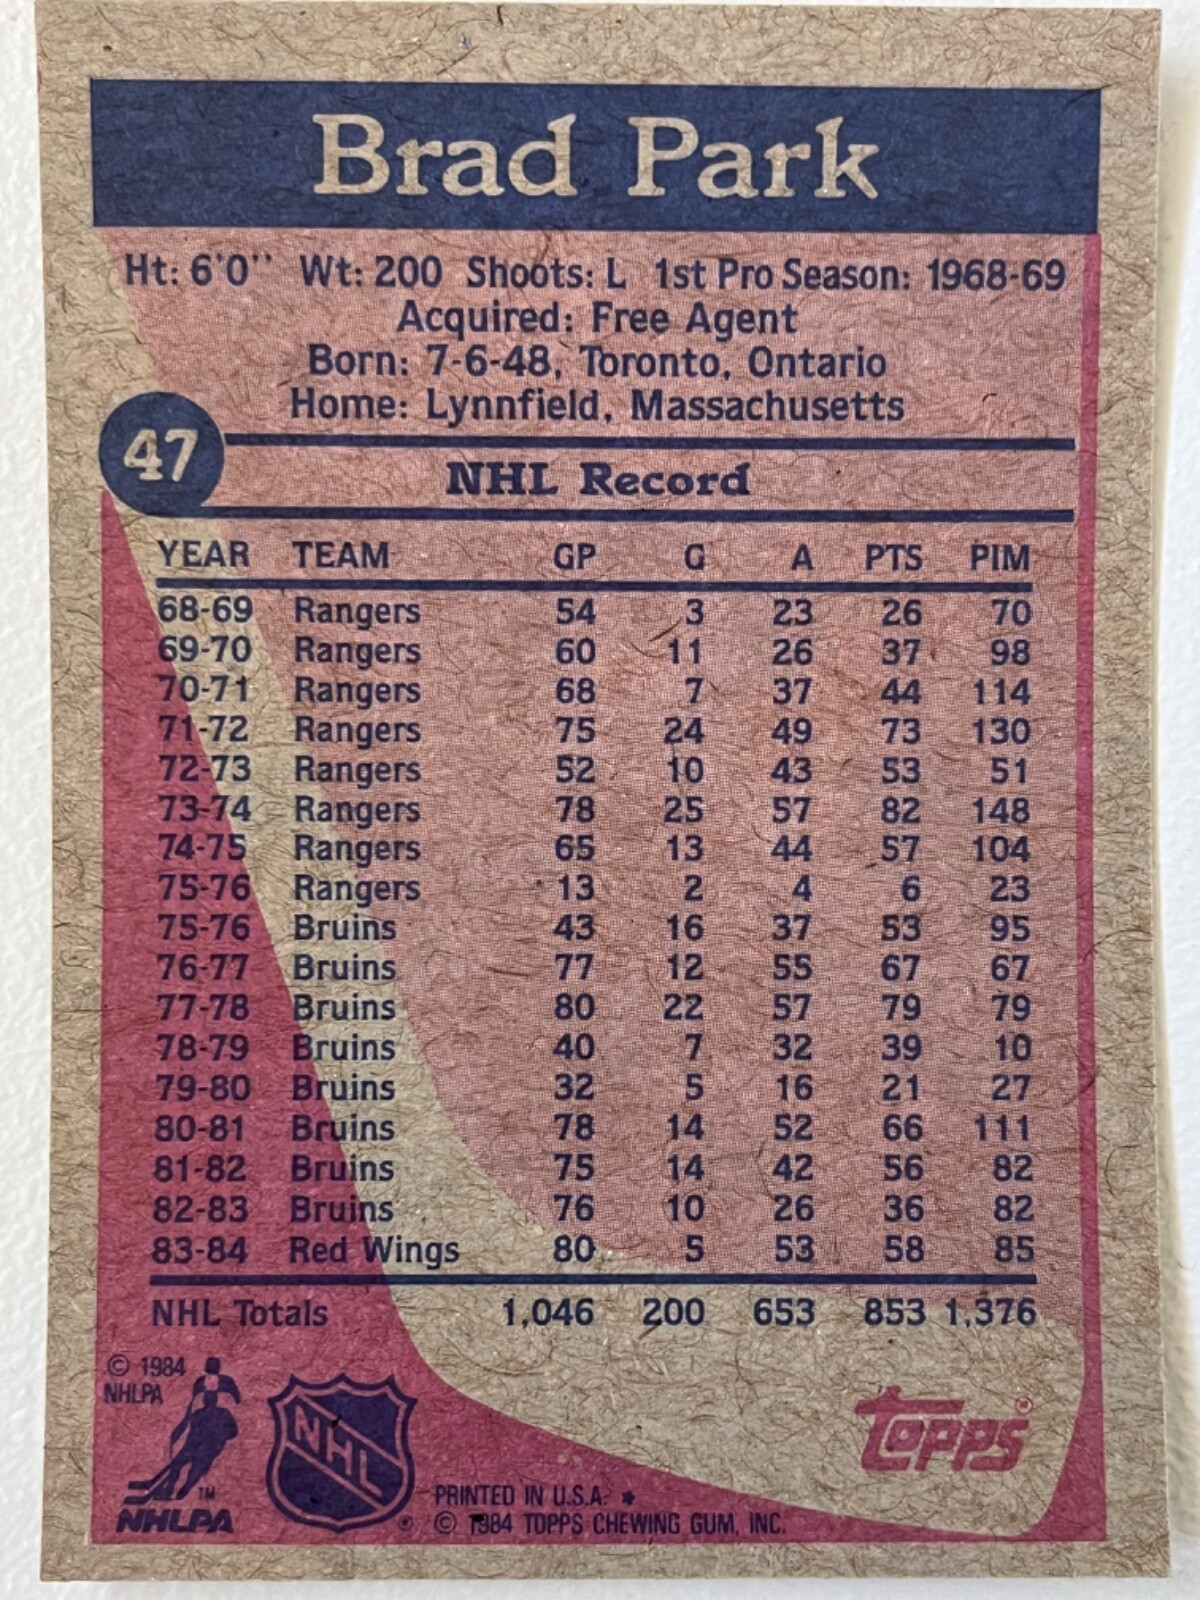 Brad Park
Ht: 6'0" Wt: 200 Shoots: L 1st Pro Season: 1968-69
Acquired: Free Agent
Born: 7-6-48, Toronto, Ontario
Home: Lynnfield, Massachusetts
47
NHL Record
YEAR TEAM GP G A PTS PIM
68-69 Rangers 54 3 23 26 70
69-70 Rangers 60 11 26 37 98
70-71 Rangers 68 7 37 44 114
71-72 Rangers 75 24 49 73 130
72-73 Rangers 52 10 43 53 51
73-74 Rangers 78 25 57 82 148
74-75 Rangers 65 13 44 57 104
75-76 Rangers 13 2 4 6 23
75-76 Bruins 43 16 37 53 95
76-77 Bruins 77 12 55 67 67
77-78 Bruins 80 22 57 79 79
78-79 Bruins 40 7 32 39 10
79-80 Bruins 32 5 16 21 27
80-81 Bruins 78 14 52 66 111
81-82 Bruins 75 14 42 56 82
82-83 Bruins 76 10 26 36 82
83-84 Red Wings 80 5 53 58 85
NHL Totals 1,046 200 653 853 1,376
© 1984
NHLPA
TM
NHLPA
NHL
®
topps®
PRINTED IN U.S.A. *
© 1984 TOPPS CHEWING GUM, INC.